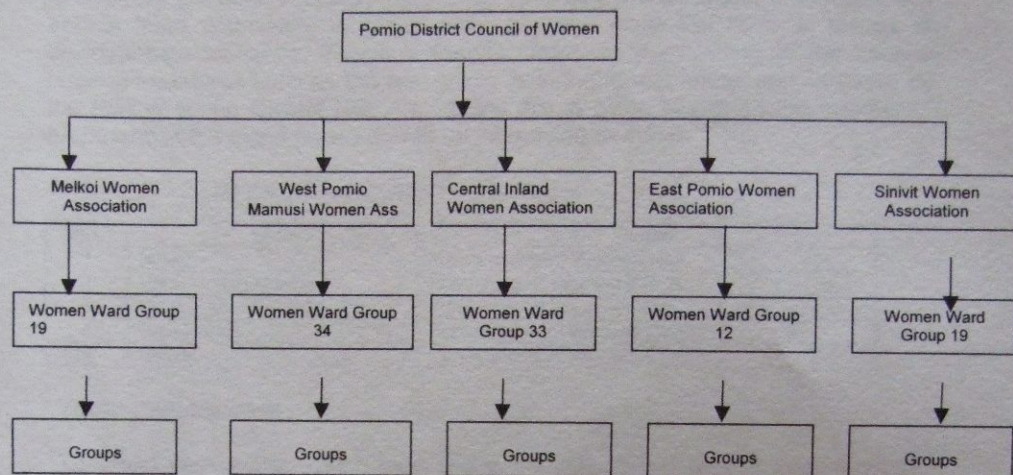 Pomio District Council of Women
Melkoi Women
Association
West Pomio
Mamusi Women Ass
Central Inland
Women Association
East Pomio Women
Association
Sinivit Women
Association
Women Ward Group
19
Women Ward Group
34
Women Ward
Group 33
Women Ward Group
12
Women Ward
Group 19
Groups
Groups
Groups
Groups
Groups